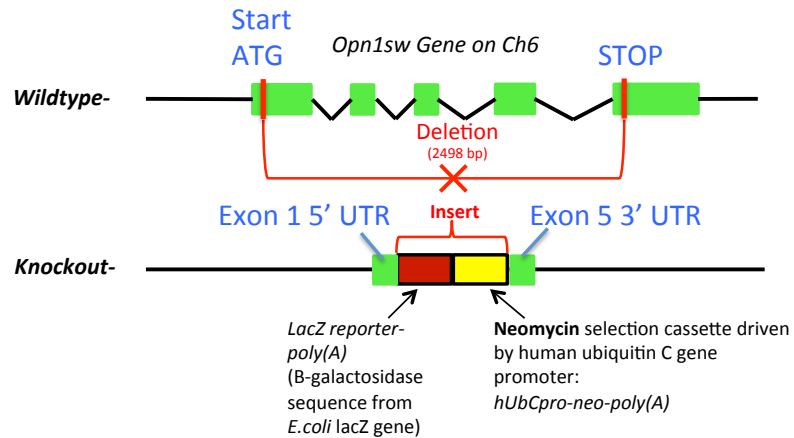 Start
ATG
Opn1sw Gene on Ch6
STOP
Wildtype-
Deletion
(2498 bp)
Exon 1 5’ UTR
Insert
Exon 5 3’ UTR
Knockout-
LacZ reporter-
poly(A)
(B-galactosidase
sequence from
E.coli lacZ gene)
Neomycin selection cassette driven
by human ubiquitin C gene
promoter:
hUbCpro-neo-poly(A)